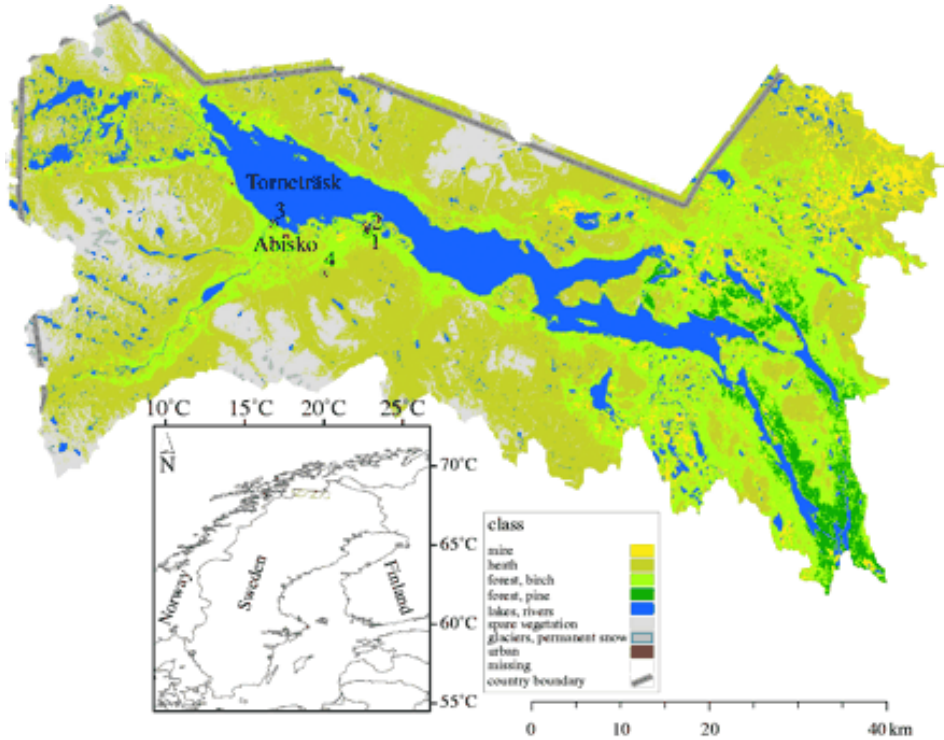 Torneträsk
3
2
Abisko
1
4
10˚C 15˚C 20˚C 25˚C
N
70˚C
65˚C
60˚C
55˚C
Norway
Sweden
Finland
class
mire
heath
forest, birch
forest, pine
lakes, rivers
spare vegetation
glaciers, permanent snow
urban
missing
country boundary
0 10 20 40 km